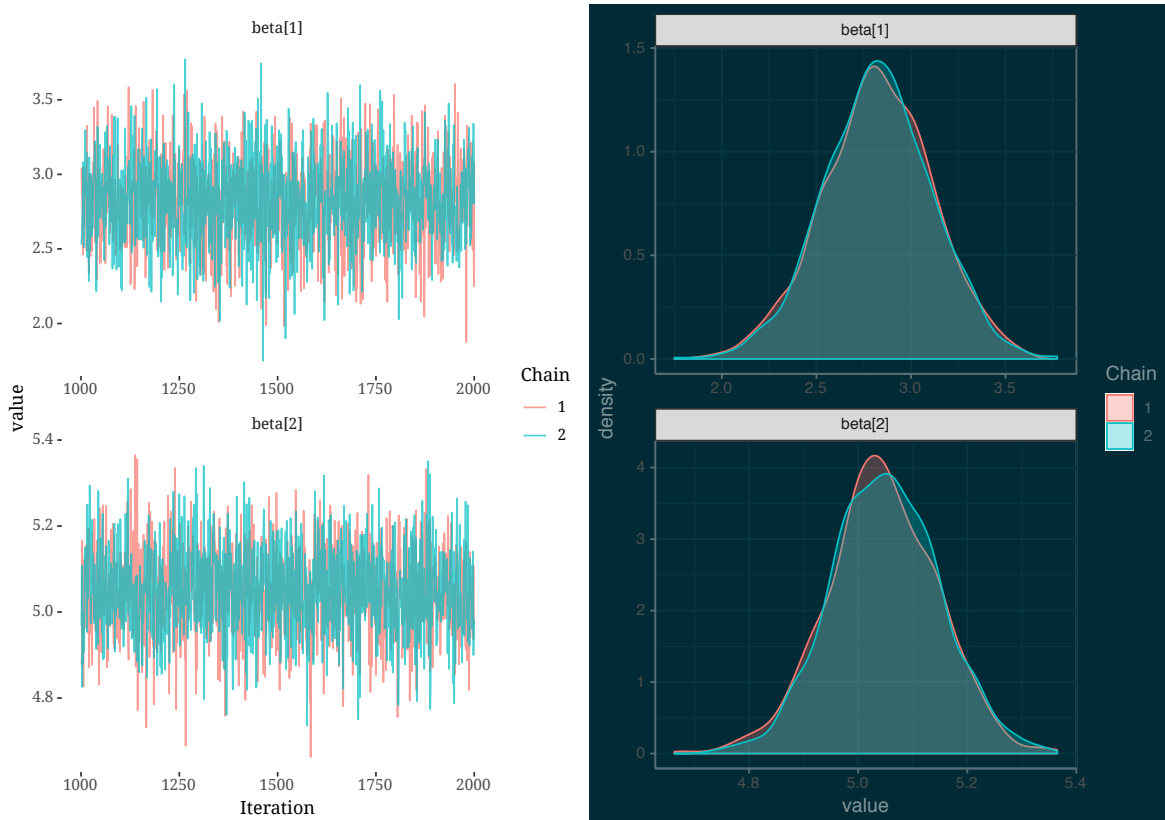 beta[1]
3.5
3.0
2.5
2.0
1000 1250 1500 1750 2000
value
beta[2]
5.4
5.2
5.0
4.8
1000 1250 1500 1750 2000
Iteration
Chain
1
2
beta[1]
1.5
1.0
0.5
0.0
2.0 2.5 3.0 3.5
density
beta[2]
4
3
2
1
0
4.8 5.0 5.2 5.4
value
Chain
1
2